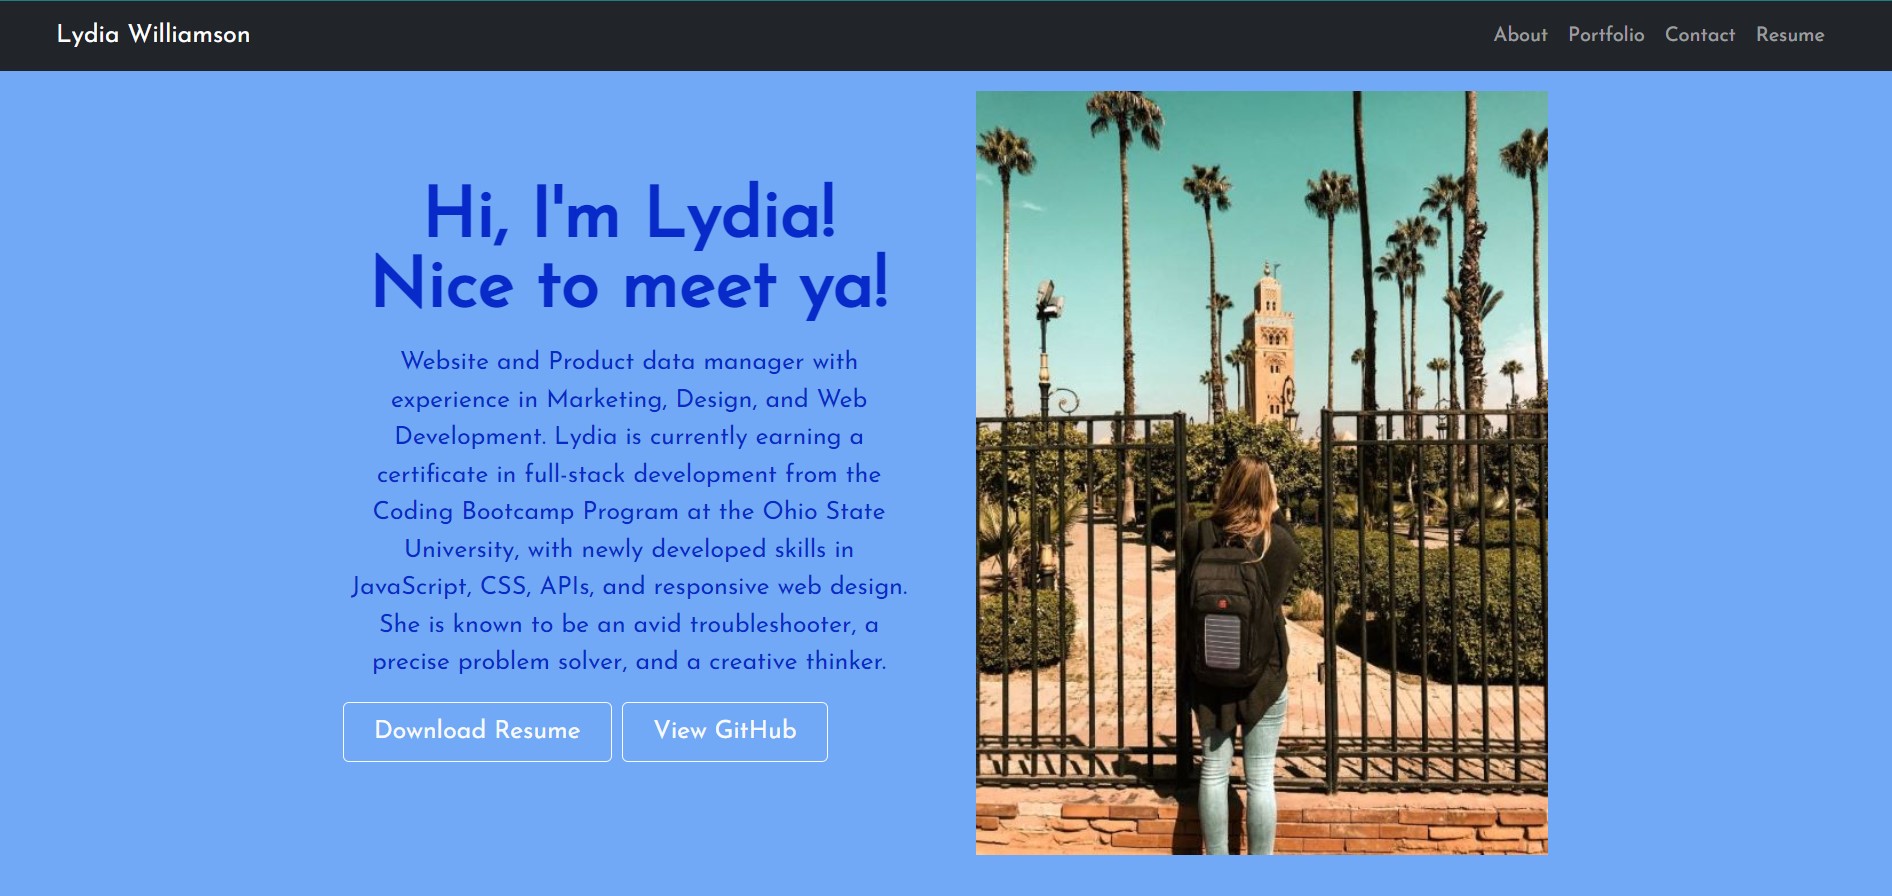 Lydia Williamson
About Portfolio Contact Resume
Hi, I'm Lydia!
Nice to meet ya!
Website and Product data manager with
experience in Marketing, Design, and Web
Development. Lydia is currently earning a
certificate in full-stack development from the
Coding Bootcamp Program at the Ohio State
University, with newly developed skills in
JavaScript, CSS, APIs, and responsive web design.
She is known to be an avid troubleshooter, a
precise problem solver, and a creative thinker.
Download Resume View GitHub